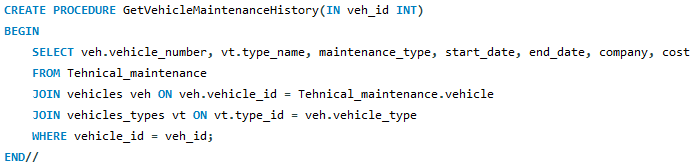 CREATE PROCEDURE GetVehicleMaintenanceHistory(IN veh_id INT)
BEGIN
    SELECT veh.vehicle_number, vt.type_name, maintenance_type, start_date, end_date, company, cost
    FROM Tehnical_maintenance
    JOIN vehicles veh ON veh.vehicle_id = Tehnical_maintenance.vehicle
    JOIN vehicles_types vt ON vt.type_id = veh.vehicle_type
    WHERE vehicle_id = veh_id;
END//